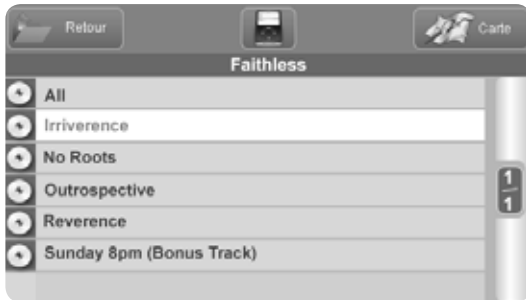 Retour
Carte
Faithless
All
Irriverence
No Roots
Outrospective
Reverence
Sunday 8pm (Bonus Track)
1
1